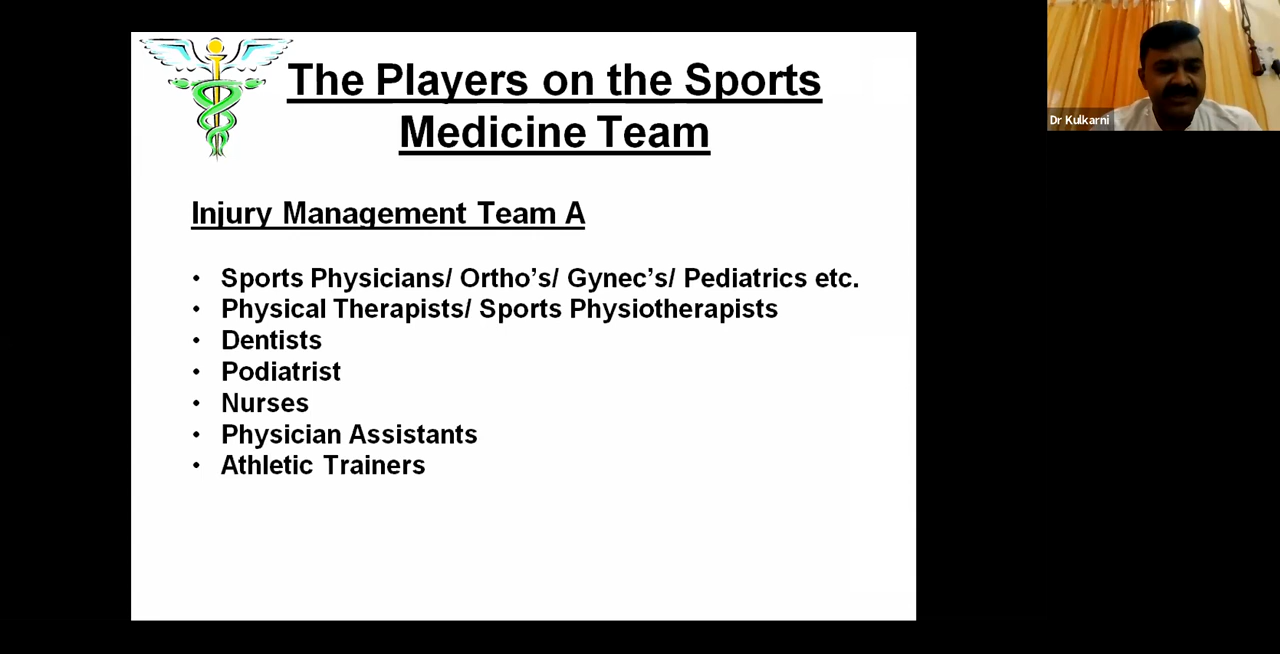 The Players on the Sports
Medicine Team
Injury Management Team A
• Sports Physicians/ Ortho’s/ Gynec’s/ Pediatrics etc.
• Physical Therapists/ Sports Physiotherapists
• Dentists
• Podiatrist
• Nurses
• Physician Assistants
• Athletic Trainers
Dr Kulkarni